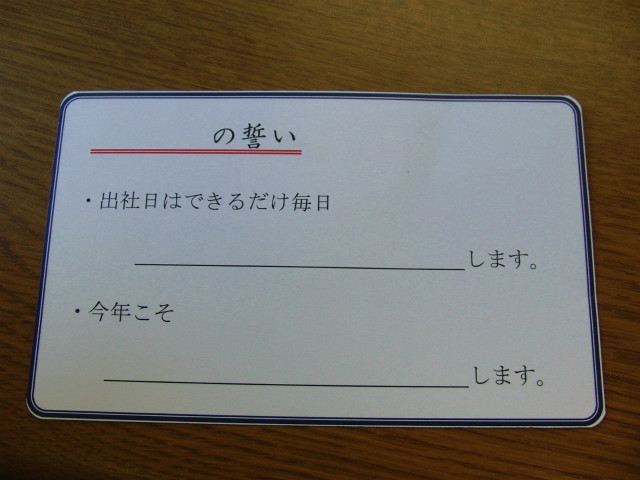 の誓い
・出社日はできるだけ毎日
します。
・今年こそ
します。